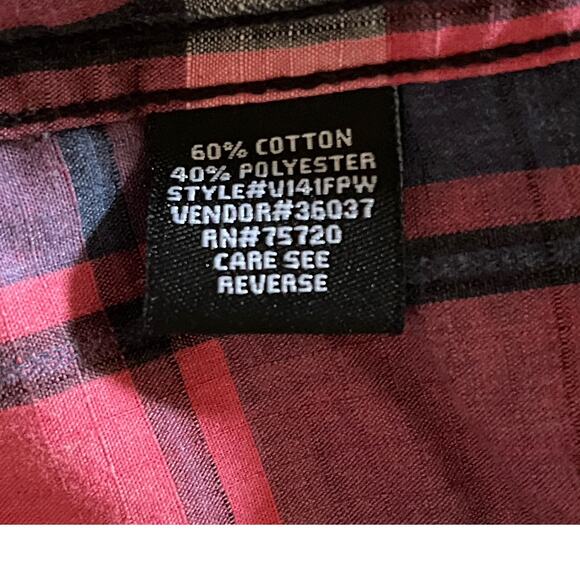 60% COTTON
40% POLYESTER
STYLE#V141FPW
VENDOR#36037
RN#75720
CARE SEE
REVERSE